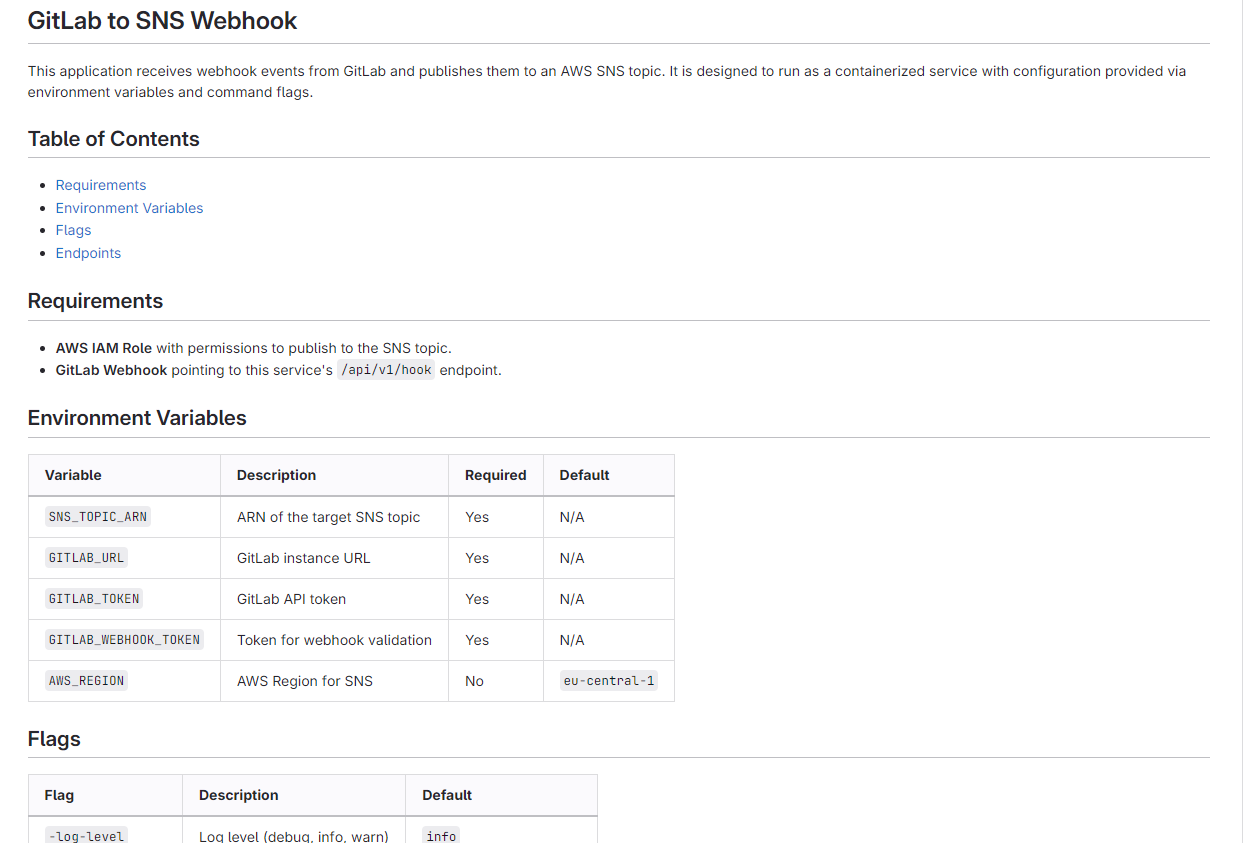 GitLab to SNS Webhook
This application receives webhook events from GitLab and publishes them to an AWS SNS topic. It is designed to run as a containerized service with configuration provided via
environment variables and command flags.
Table of Contents
Requirements
Environment Variables
Flags
Endpoints
Requirements
AWS IAM Role with permissions to publish to the SNS topic.
GitLab Webhook pointing to this service's /api/v1/hook endpoint.
Environment Variables
Variable Description Required Default
SNS_TOPIC_ARN ARN of the target SNS topic Yes N/A
GITLAB_URL GitLab instance URL Yes N/A
GITLAB_TOKEN GitLab API token Yes N/A
GITLAB_WEBHOOK_TOKEN Token for webhook validation Yes N/A
AWS_REGION AWS Region for SNS No eu-central-1
Flags
Flag Description Default
-log-level Log level (debug, info, warn) info